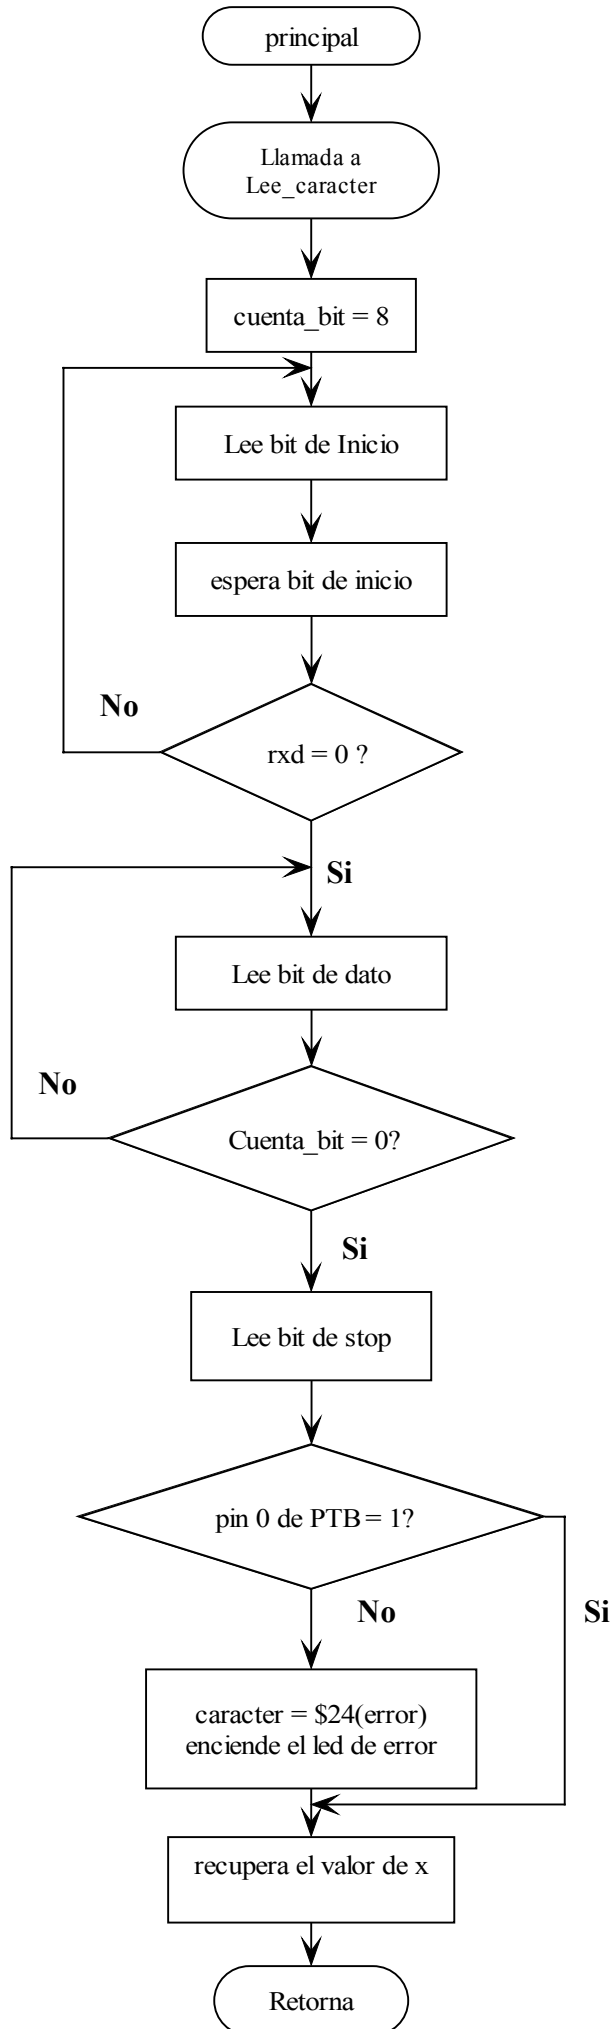 principal
Llamada a
Lee_caracter
cuenta_bit = 8
Lee bit de Inicio
espera bit de inicio
No
rxd = 0 ?
Si
Lee bit de dato
No
Cuenta_bit = 0?
Si
Lee bit de stop
pin 0 de PTB = 1?
No
Si
caracter = $24(error)
enciende el led de error
recupera el valor de x
Retorna